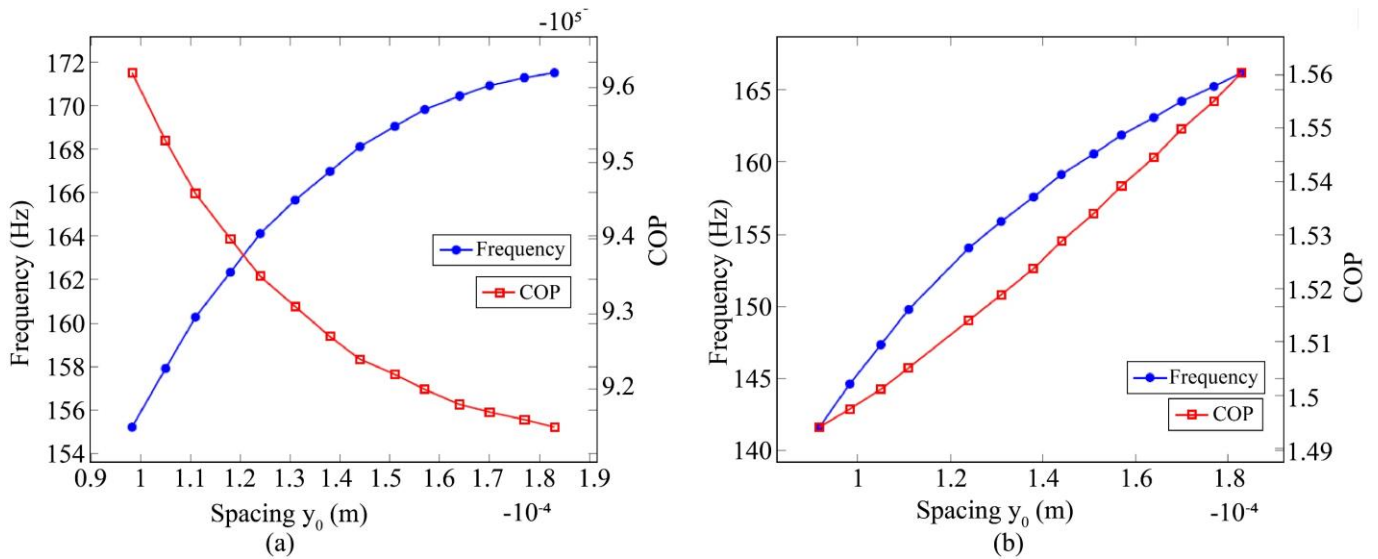 -10⁵
172
170
168
166
164
162
160
158
156
154
Frequency (Hz)
9.6
9.5
9.4
9.3
9.2
COP
Frequency
COP
0.9 1 1.1 1.2 1.3 1.4 1.5 1.6 1.7 1.8 1.9
Spacing y₀ (m) -10⁻⁴
(a)
165
160
155
150
145
140
Frequency (Hz)
1.56
1.55
1.54
1.53
1.52
1.51
1.5
1.49
COP
Frequency
COP
1 1.2 1.4 1.6 1.8
Spacing y₀ (m) -10⁻⁴
(b)